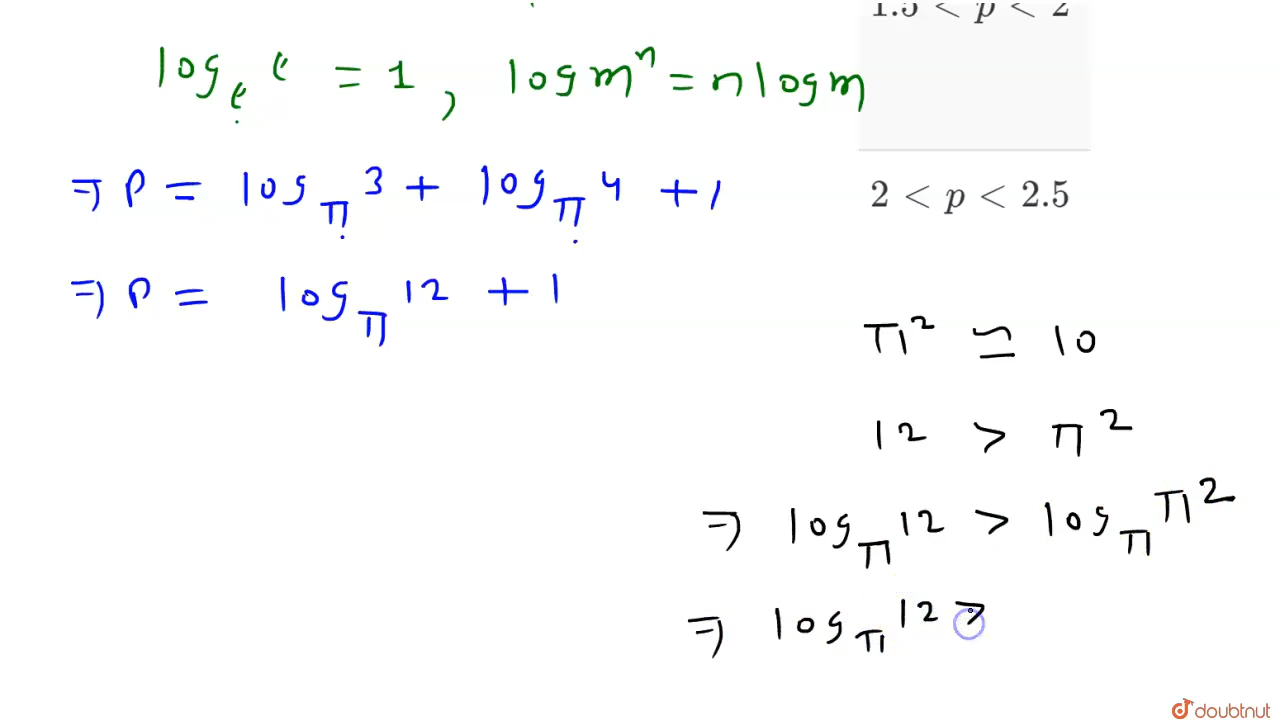 1.5 < p < 2
log_e e = 1, log m^n = n log m
⇒ P = log_π 3 + log_π 4 + 1
2 < p < 2.5
⇒ P = log_π 12 + 1
π² ≃ 10
12 > π²
⇒ log_π 12 > log_π π²
⇒ log_π 12 >
doubtnut